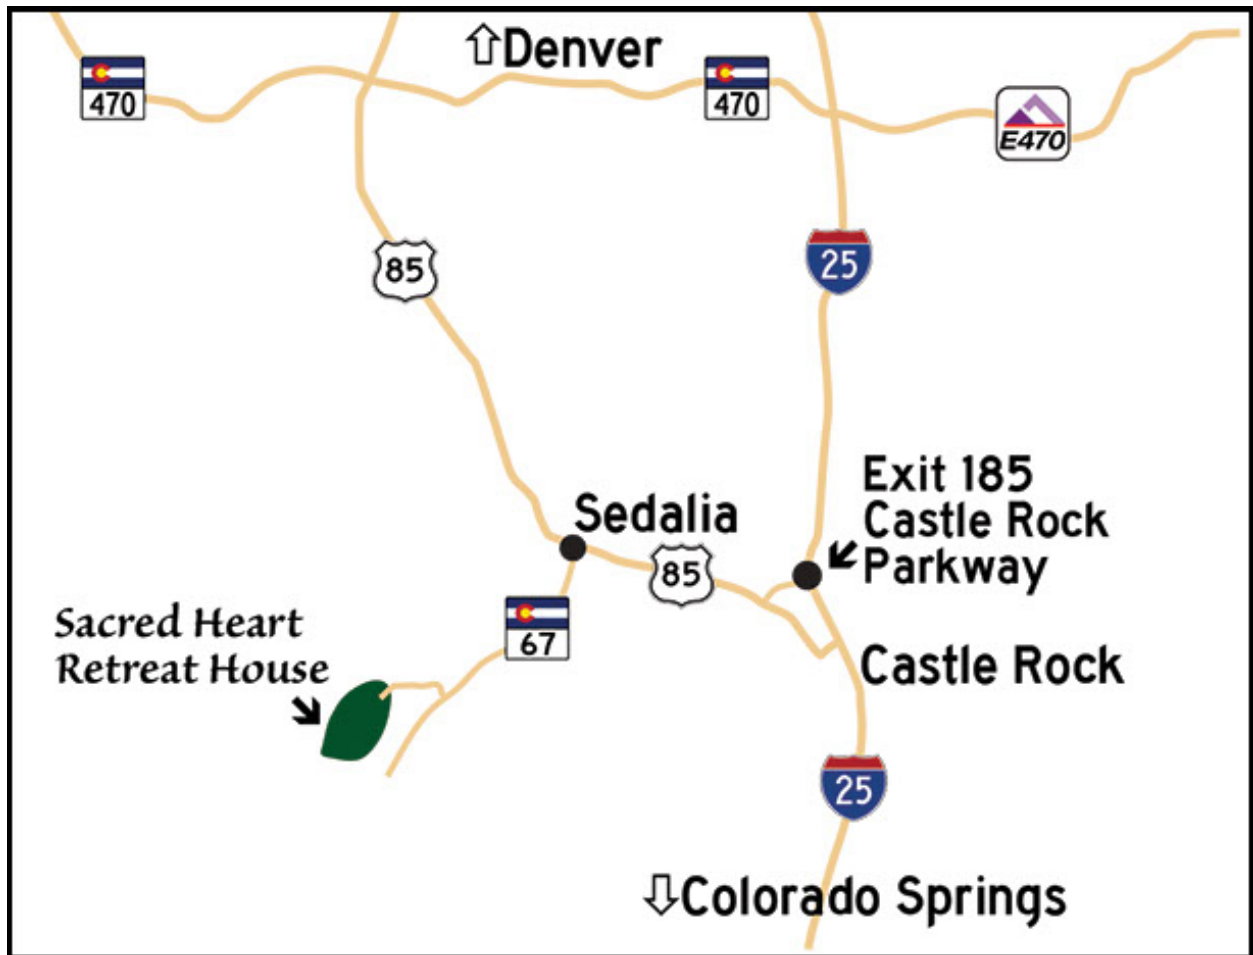 Denver
470
470
E470
85
25
Exit 185
Castle Rock
Parkway
Sedalia
85
67
Sacred Heart
Retreat House
Castle Rock
25
Colorado Springs